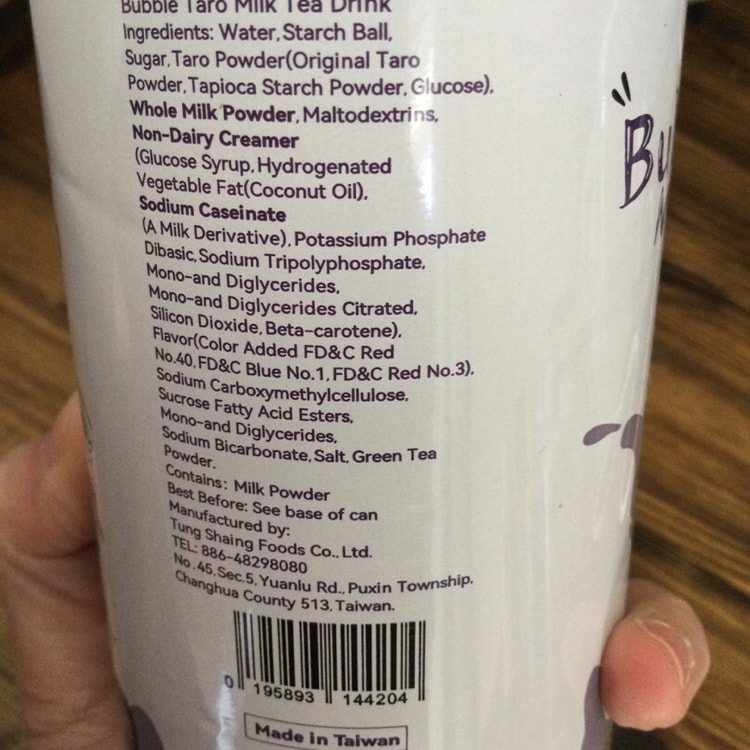 Bubble Taro Milk Tea Drink
Ingredients: Water, Starch Ball,
Sugar, Taro Powder(Original Taro
Powder, Tapioca Starch Powder, Glucose),
Whole Milk Powder, Maltodextrins,
Non-Dairy Creamer
(Glucose Syrup, Hydrogenated
Vegetable Fat(Coconut Oil),
Sodium Caseinate
(A Milk Derivative), Potassium Phosphate
Dibasic, Sodium Tripolyphosphate,
Mono-and Diglycerides,
Mono-and Diglycerides Citrated,
Silicon Dioxide, Beta-carotene),
Flavor(Color Added FD&C Red
No.40, FD&C Blue No.1, FD&C Red No.3),
Sodium Carboxymethylcellulose,
Sucrose Fatty Acid Esters,
Mono-and Diglycerides,
Sodium Bicarbonate, Salt, Green Tea
Powder.
Contains: Milk Powder
Best Before: See base of can
Manufactured by:
Tung Shaing Foods Co., Ltd.
TEL: 886-48298080
No.45, Sec.5, Yuanlu Rd., Puxin Township,
Changhua County 513, Taiwan.
0 195893 144204
Made in Taiwan
Bu